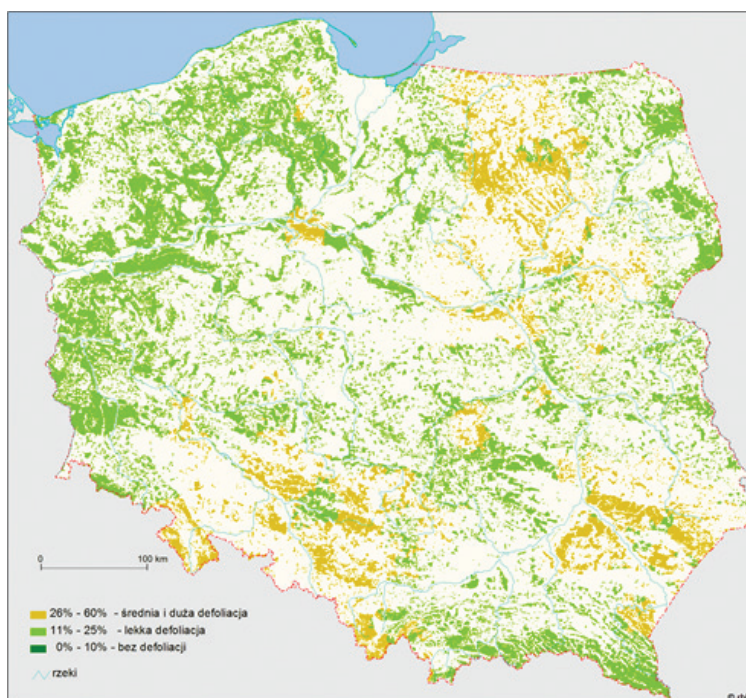 0 100 km
26% - 60% - średnia i duża defoliacja
11% - 25% - lekka defoliacja
0% - 10% - bez defoliacji
rzeki